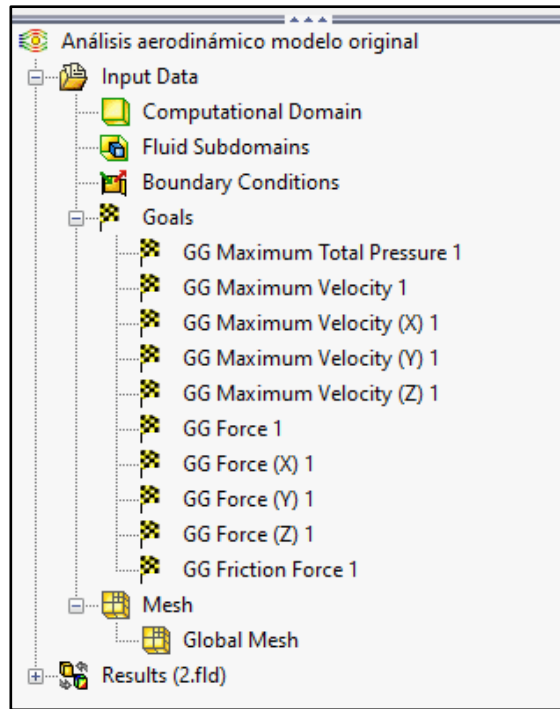 Análisis aerodinámico modelo original
Input Data
Computational Domain
Fluid Subdomains
Boundary Conditions
Goals
GG Maximum Total Pressure 1
GG Maximum Velocity 1
GG Maximum Velocity (X) 1
GG Maximum Velocity (Y) 1
GG Maximum Velocity (Z) 1
GG Force 1
GG Force (X) 1
GG Force (Y) 1
GG Force (Z) 1
GG Friction Force 1
Mesh
Global Mesh
Results (2.fld)